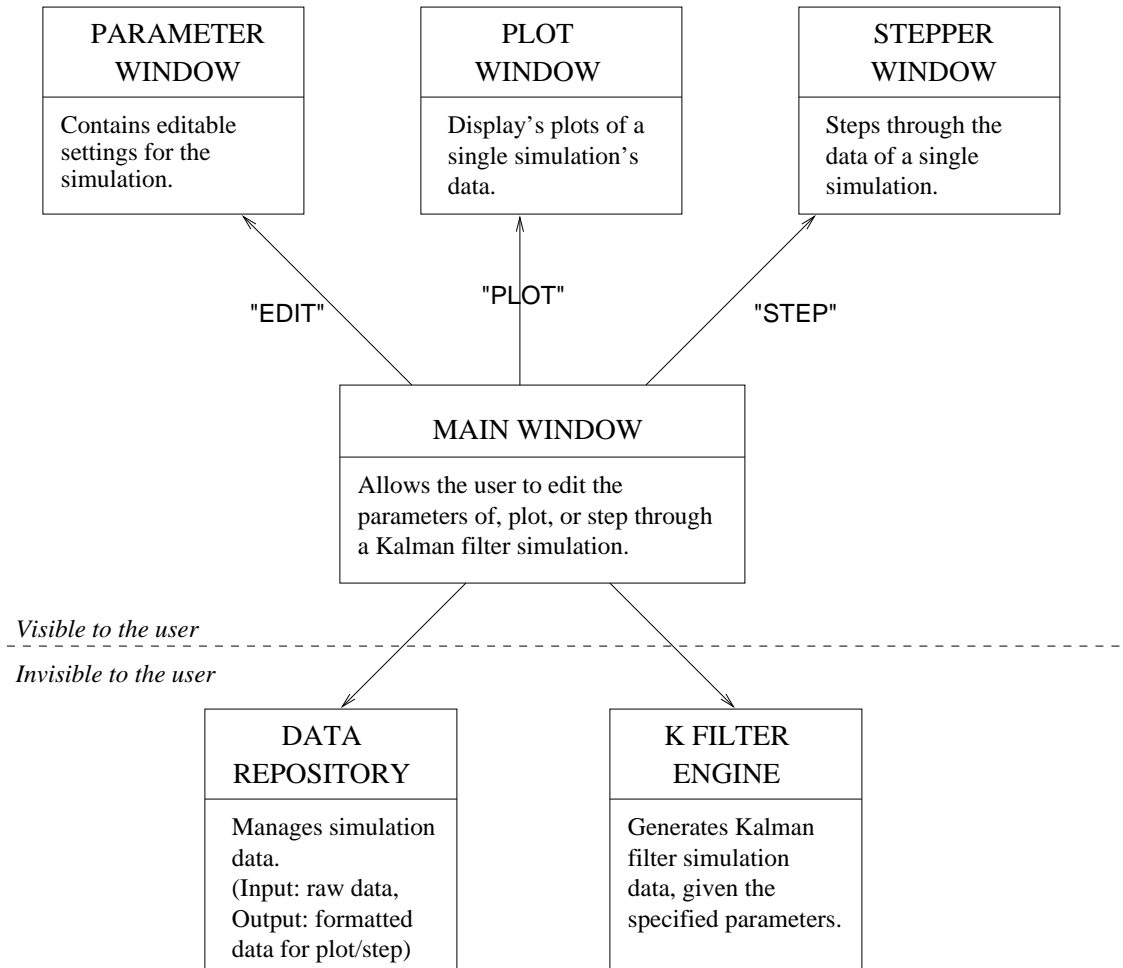 PARAMETER
WINDOW
Contains editable
settings for the
simulation.
PLOT
WINDOW
Display’s plots of a
single simulation’s
data.
STEPPER
WINDOW
Steps through the
data of a single
simulation.
"EDIT"
"PLOT"
"STEP"
MAIN WINDOW
Allows the user to edit the
parameters of, plot, or step through
a Kalman filter simulation.
Visible to the user
Invisible to the user
DATA
REPOSITORY
Manages simulation
data.
(Input: raw data,
Output: formatted
data for plot/step)
K FILTER
ENGINE
Generates Kalman
filter simulation
data, given the
specified parameters.